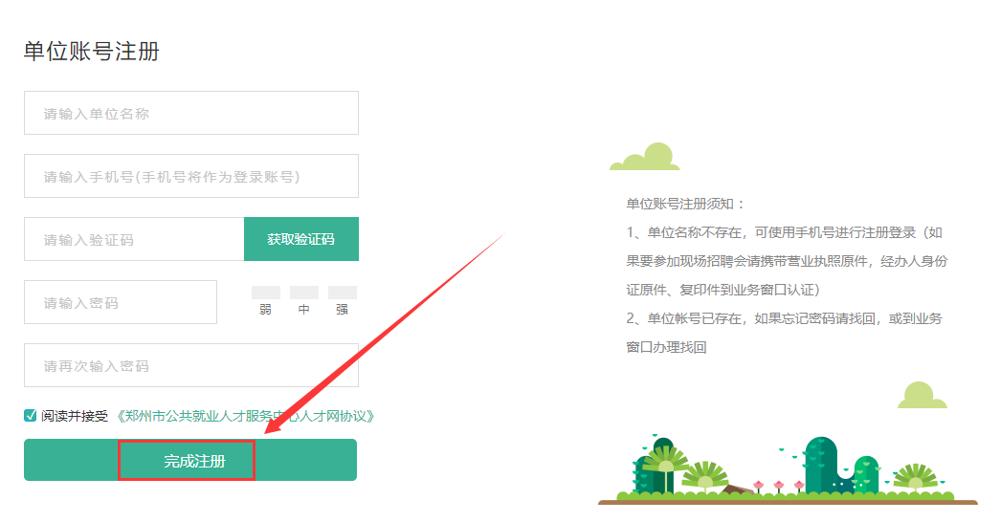 单位账号注册
请输入单位名称
请输入手机号(手机号将作为登录账号)
请输入验证码
获取验证码
请输入密码
弱 中 强
请再次输入密码
阅读并接受 《郑州市公共就业人才服务中心人才网协议》
完成注册
单位账号注册须知：
1、单位名称不存在，可使用手机号进行注册登录（如
果要参加现场招聘会请携带营业执照原件，经办人身份
证原件、复印件到业务窗口认证）
2、单位帐号已存在，如果忘记密码请找回，或到业务
窗口办理找回